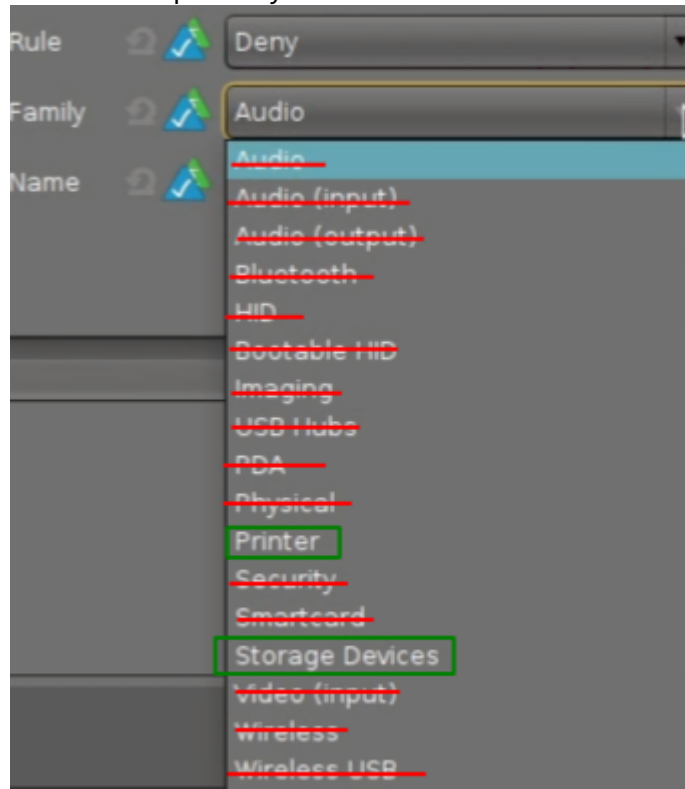 Rule Deny
Family Audio
Name
Audio
Audio (input)
Audio (output)
Bluetooth
HID
Bootable HID
Imaging
USB Hubs
PDA
Physical
Printer
Security
Smartcard
Storage Devices
Video (input)
Wireless
Wireless USB